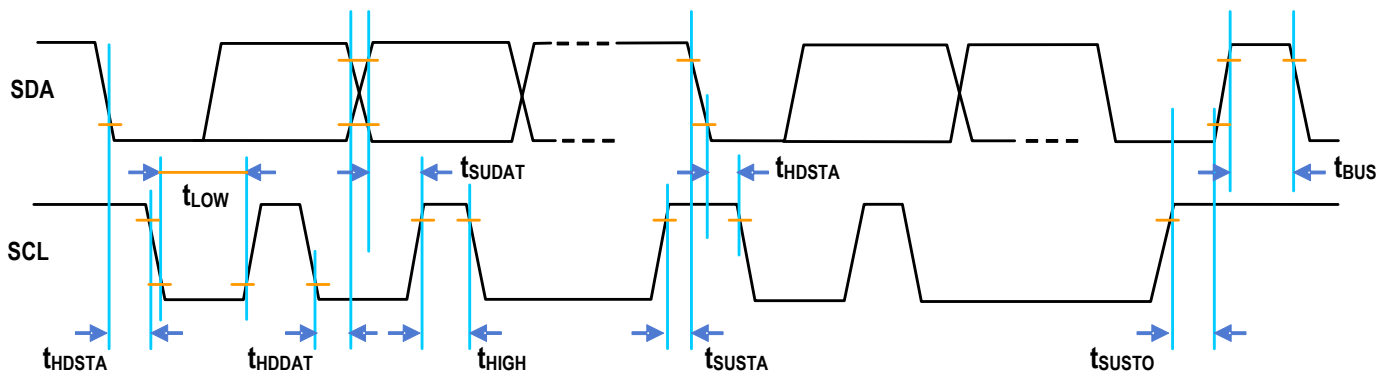 SDA
tSUDAT
tHDSTA
tBUS
tLOW
SCL
tHDSTA
tHDDAT
tHIGH
tSUSTA
tSUSTO